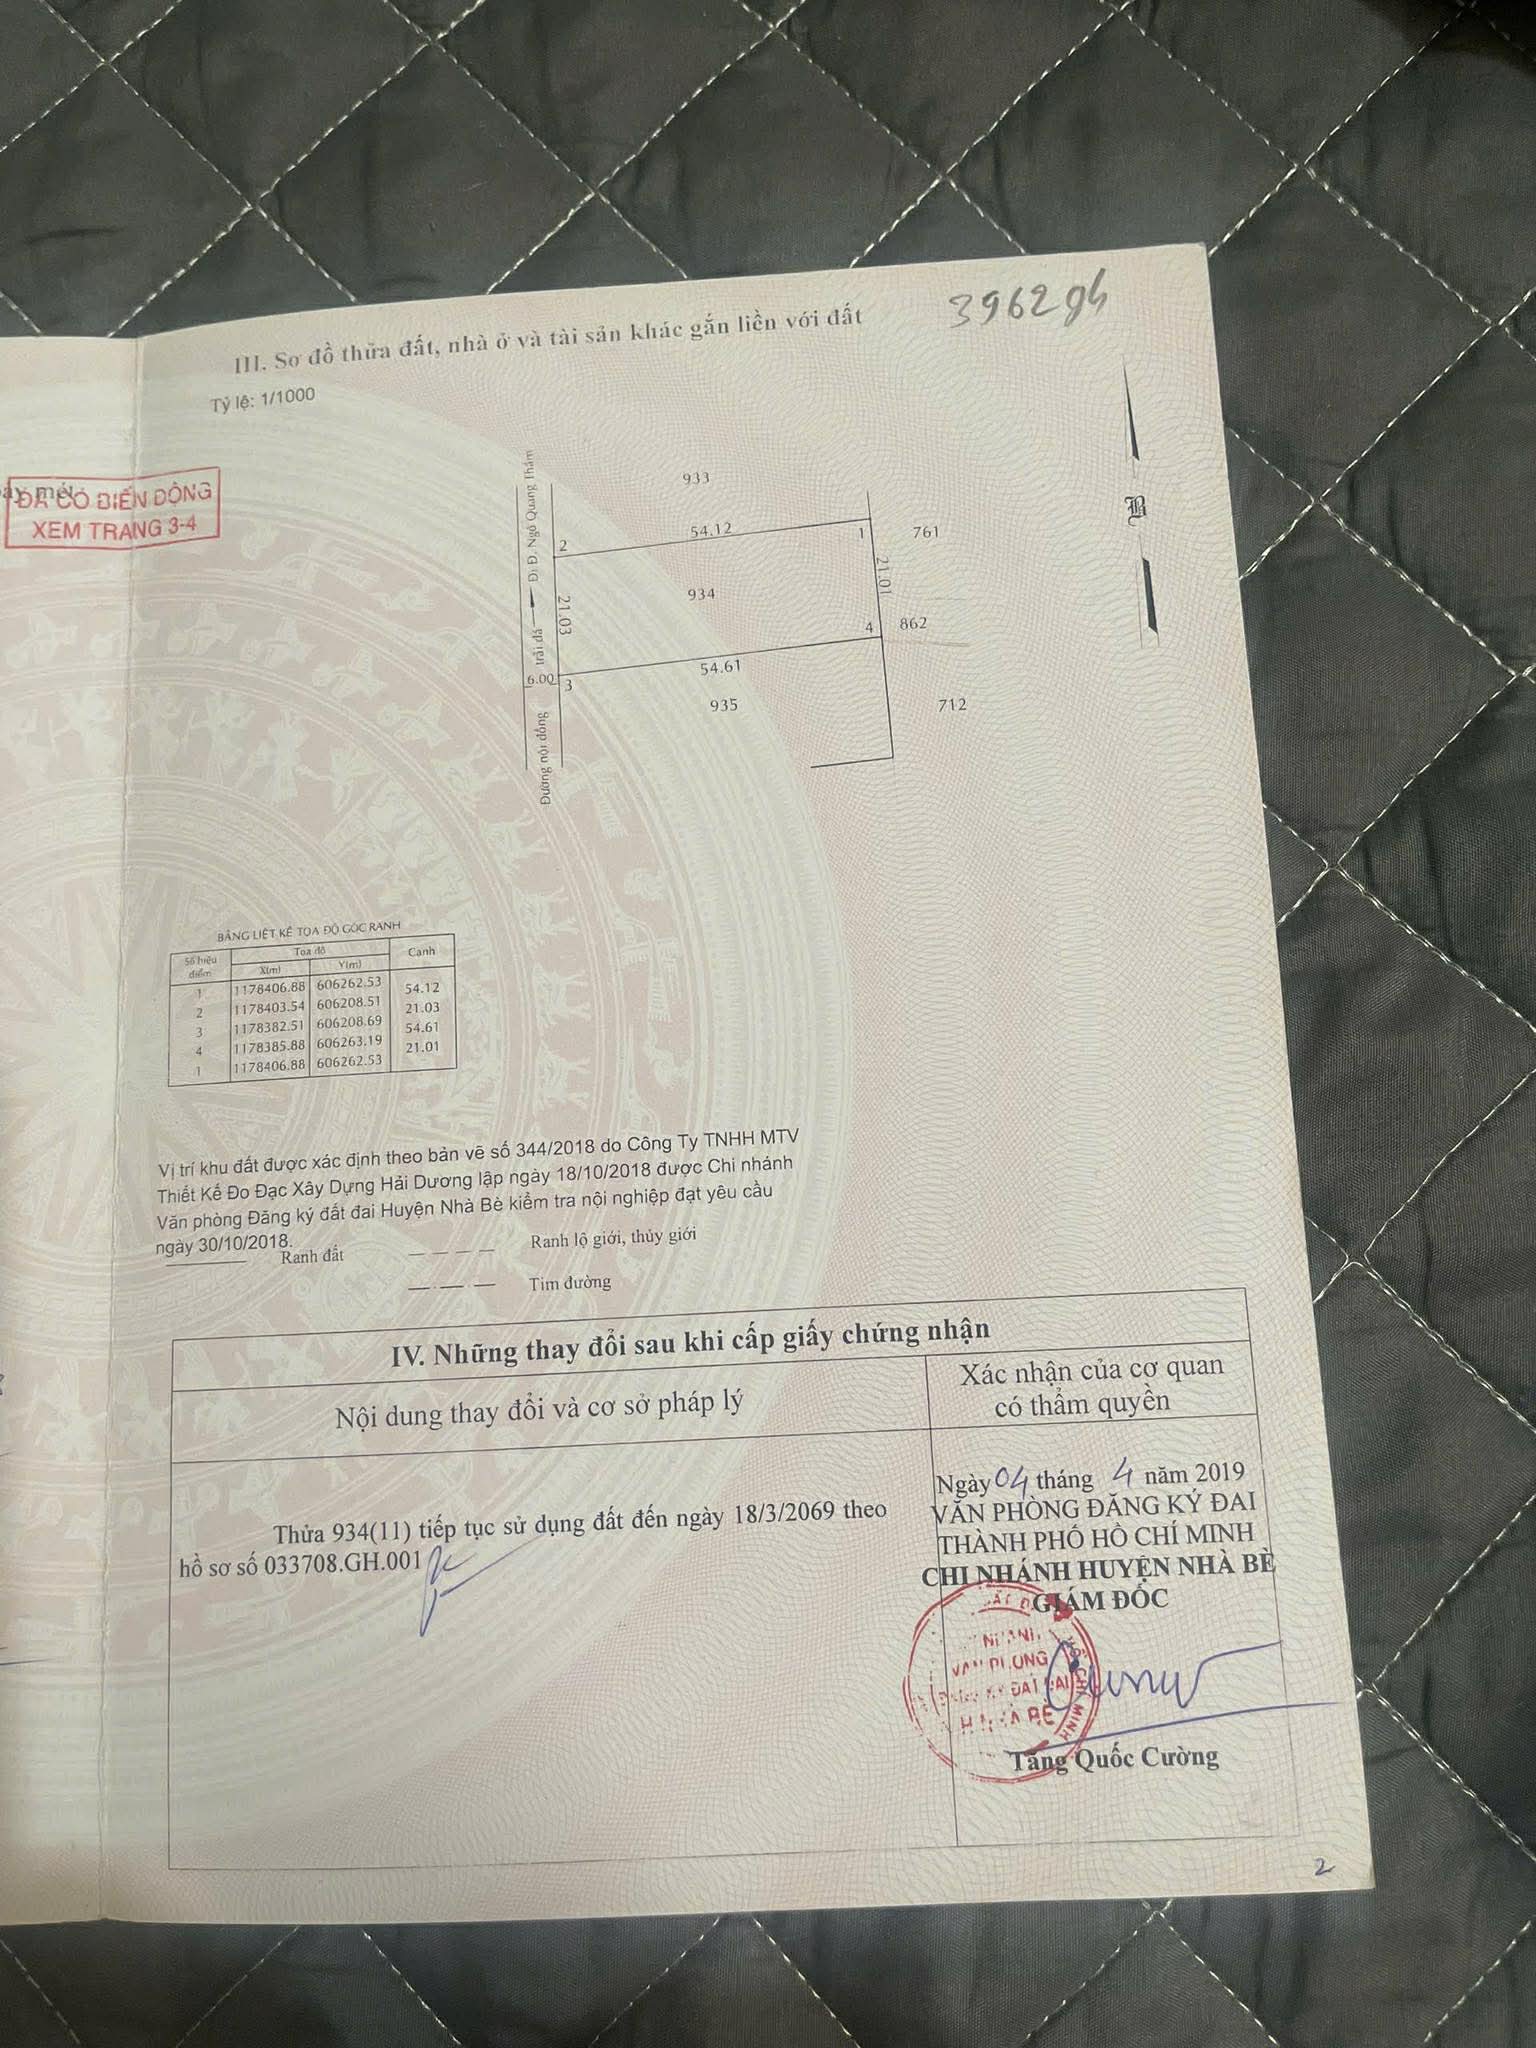 396294
III. Sơ đồ thửa đất, nhà ở và tài sản khác gắn liền với đất
Tỷ lệ: 1/1000
ĐÃ CÓ BIẾN ĐỘNG
XEM TRANG 3-4
B
933
54.12
2
1
761
21.01
Đi Đ. Ngô Quang Thắm
934
21.03
trải đá
4
862
54.61
6.00
3
935
712
Đường nội đồng
BẢNG LIỆT KÊ TỌA ĐỘ GÓC RANH
Số hiệu điểm
Tọa độ
Cạnh
X(m)
Y(m)
1 1178406.88 606262.53
54.12
2 1178403.54 606208.51
21.03
3 1178382.51 606208.69
54.61
4 1178385.88 606263.19
21.01
1 1178406.88 606262.53
Vị trí khu đất được xác định theo bản vẽ số 344/2018 do Công Ty TNHH MTV
Thiết Kế Đo Đạc Xây Dựng Hải Dương lập ngày 18/10/2018 được Chi nhánh
Văn phòng Đăng ký đất đai Huyện Nhà Bè kiểm tra nội nghiệp đạt yêu cầu
ngày 30/10/2018.
Ranh đất
Ranh lộ giới, thủy giới
Tim đường
IV. Những thay đổi sau khi cấp giấy chứng nhận
Nội dung thay đổi và cơ sở pháp lý
Xác nhận của cơ quan
có thẩm quyền
Thửa 934(11) tiếp tục sử dụng đất đến ngày 18/3/2069 theo
hồ sơ số 033708.GH.001
Ngày 04 tháng 4 năm 2019
VĂN PHÒNG ĐĂNG KÝ ĐAI
THÀNH PHỐ HỒ CHÍ MINH
CHI NHÁNH HUYỆN NHÀ BÈ
GIÁM ĐỐC
Tăng Quốc Cường
2